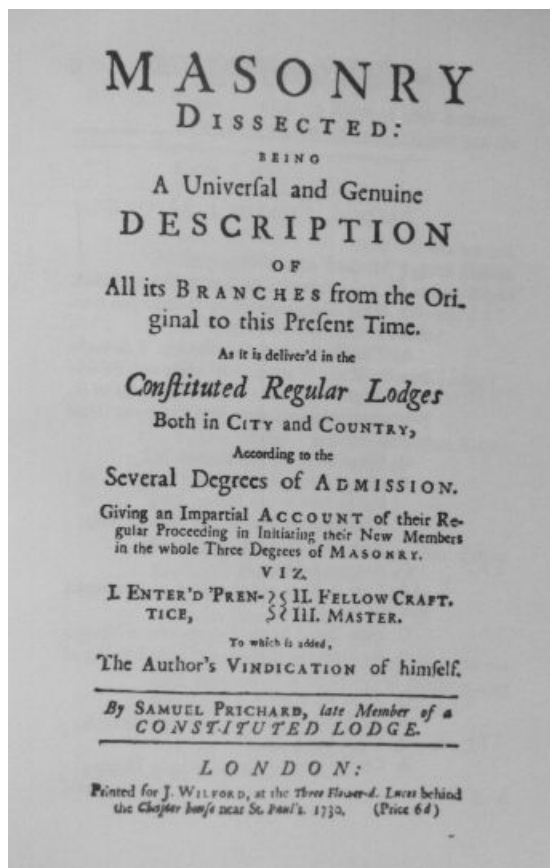 MASONRY
DISSECTED:
BEING
A Univerſal and Genuine
DESCRIPTION
OF
All its BRANCHES from the Ori-
ginal to this Preſent Time.
As it is deliver'd in the
Conſtituted Regular Lodges
Both in CITY and COUNTRY,
According to the
Several Degrees of ADMISSION.
Giving an Impartial ACCOUNT of their Re-
gular Proceeding in Initiating their New Members
in the whole Three Degrees of MASONRY.
VIZ.
I. ENTER'D 'PREN- II. FELLOW CRAFT.
TICE, III. MASTER.
To which is added,
The Author's VINDICATION of himſelf.
By SAMUEL PRICHARD, late Member of a
CONSTITUTED LODGE.
LONDON:
Printed for J. WILFORD, at the Three Flower-d. Luces behind
the Chapter houſe near St. Paul's. 1730. (Price 6d)